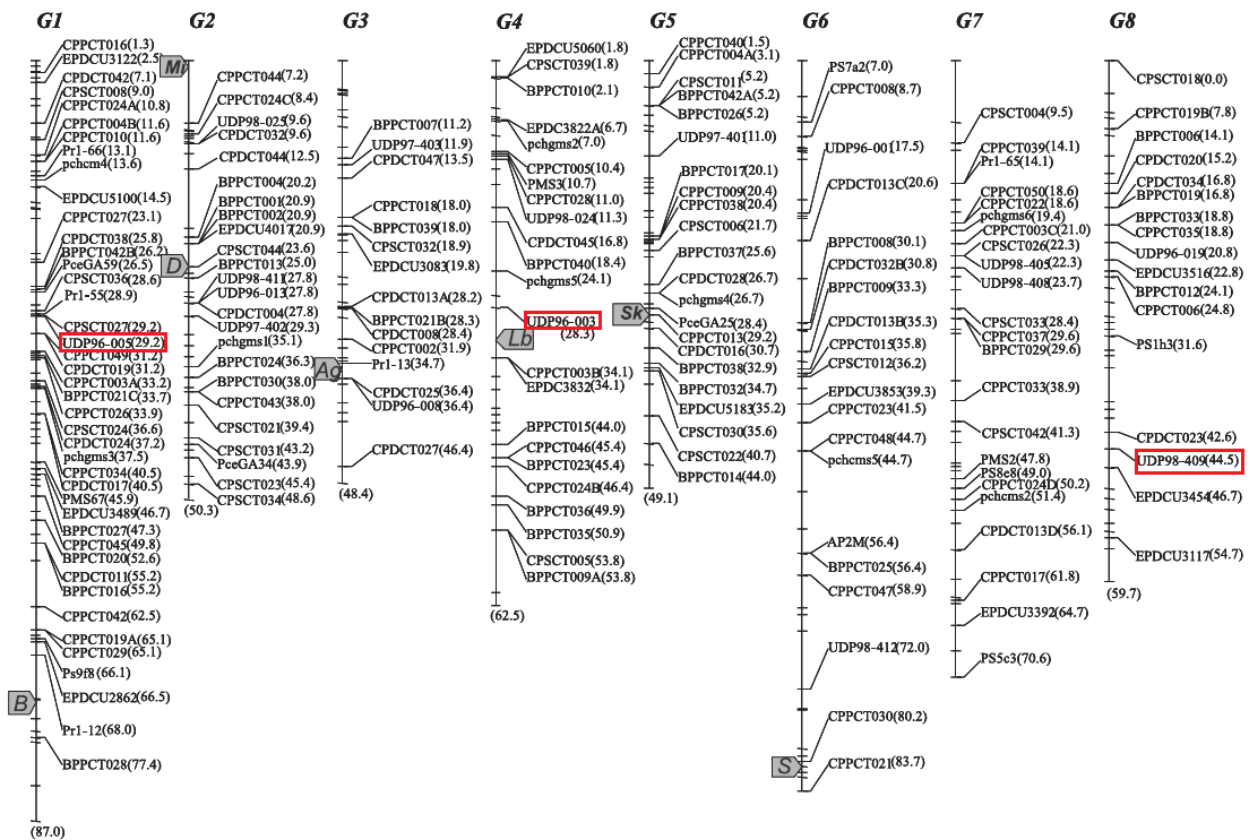 G1
CPPCT016(1.3)
EPDCU3122(2.5)
CPDCT042(7.1)
CPSCT008(9.0)
CPPCT024A(10.8)
CPPCT004B(11.6)
CPPCT010(11.6)
Pr1-66(13.1)
pchcm4(13.6)
EPDCU5100(14.5)
CPPCT027(23.1)
CPDCT038(25.8)
BPPCT042B(26.2)
PceGA59(26.5)
CPSCT036(28.6)
Pr1-55(28.9)
CPSCT027(29.2)
UDP96-005(29.2)
CPPCT049(31.2)
CPDCT019(31.2)
CPPCT003A(33.2)
BPPCT021C(33.7)
CPPCT026(33.9)
CPSCT024(36.6)
CPDCT024(37.2)
pchgms3(37.5)
CPPCT034(40.5)
CPDCT017(40.5)
PMS67(45.9)
EPDCU3489(46.7)
BPPCT027(47.3)
CPPCT045(49.8)
BPPCT020(52.6)
CPDCT011(55.2)
BPPCT016(55.2)
CPPCT042(62.5)
CPPCT019A(65.1)
CPPCT029(65.1)
Ps9f8(66.1)
EPDCU2862(66.5)
B
Pr1-12(68.0)
BPPCT028(77.4)
(87.0)
G2
Mi
CPPCT044(7.2)
CPPCT024C(8.4)
UDP98-025(9.6)
CPDCT032(9.6)
CPDCT044(12.5)
BPPCT004(20.2)
BPPCT001(20.9)
BPPCT002(20.9)
EPDCU4017(20.9)
CPSCT044(23.6)
D
BPPCT013(25.0)
UDP98-411(27.8)
UDP96-013(27.8)
CPDCT004(27.8)
UDP97-402(29.3)
pchgms1(35.1)
BPPCT024(36.3)
BPPCT030(38.0)
CPPCT043(38.0)
CPSCT021(39.4)
CPSCT031(43.2)
PceGA34(43.9)
CPSCT023(45.4)
CPSCT034(48.6)
(50.3)
G3
BPPCT007(11.2)
UDP97-403(11.9)
CPDCT047(13.5)
CPPCT018(18.0)
BPPCT039(18.0)
CPSCT032(18.9)
EPDCU3083(19.8)
CPDCT013A(28.2)
BPPCT021B(28.3)
CPDCT008(28.4)
CPPCT002(31.9)
Ag
Pr1-13(34.7)
CPDCT025(36.4)
UDP96-008(36.4)
CPDCT027(46.4)
(48.4)
G4
EPDCU5060(1.8)
CPSCT039(1.8)
BPPCT010(2.1)
EPDC3822A(6.7)
pchgms2(7.0)
CPPCT005(10.4)
PMS3(10.7)
CPPCT028(11.0)
UDP98-024(11.3)
CPDCT045(16.8)
BPPCT040(18.4)
pchgms5(24.1)
UDP96-003
(28.3)
Lb
CPPCT003B(34.1)
EPDC3832(34.1)
BPPCT015(44.0)
CPPCT046(45.4)
BPPCT023(45.4)
CPPCT024B(46.4)
BPPCT036(49.9)
BPPCT035(50.9)
CPSCT005(53.8)
BPPCT009A(53.8)
(62.5)
G5
CPPCT040(1.5)
CPPCT004A(3.1)
CPSCT011(5.2)
BPPCT042A(5.2)
BPPCT026(5.2)
UDP97-401(11.0)
BPPCT017(20.1)
CPPCT009(20.4)
BPPCT038(20.4)
CPSCT006(21.7)
BPPCT037(25.6)
CPDCT028(26.7)
pchgms4(26.7)
Sk
PceGA25(28.4)
CPPCT013(29.2)
CPDCT016(30.7)
BPPCT038(32.9)
BPPCT032(34.7)
EPDCU5183(35.2)
CPSCT030(35.6)
CPSCT022(40.7)
BPPCT014(44.0)
(49.1)
G6
PS7a2(7.0)
CPPCT008(8.7)
UDP96-001(17.5)
CPDCT013C(20.6)
BPPCT008(30.1)
CPDCT032B(30.8)
BPPCT009(33.3)
CPDCT013B(35.3)
CPPCT015(35.8)
CPSCT012(36.2)
EPDCU3853(39.3)
CPPCT023(41.5)
CPPCT048(44.7)
pchcms5(44.7)
AP2M(56.4)
BPPCT025(56.4)
CPPCT047(58.9)
UDP98-412(72.0)
CPPCT030(80.2)
S
CPPCT021(83.7)
G7
CPSCT004(9.5)
CPPCT039(14.1)
Pr1-65(14.1)
CPPCT050(18.6)
CPPCT022(18.6)
pchgms6(19.4)
CPPCT003C(21.0)
CPSCT026(22.3)
UDP98-405(22.3)
UDP98-408(23.7)
CPSCT033(28.4)
CPPCT037(29.6)
BPPCT029(29.6)
CPPCT033(38.9)
CPSCT042(41.3)
PMS2(47.8)
PS8e8(49.0)
CPPCT024D(50.2)
pchcms2(51.4)
CPDCT013D(56.1)
CPPCT017(61.8)
EPDCU3392(64.7)
PS5c3(70.6)
G8
CPSCT018(0.0)
CPPCT019B(7.8)
BPPCT006(14.1)
CPDCT020(15.2)
CPDCT034(16.8)
BPPCT019(16.8)
BPPCT033(18.8)
CPPCT035(18.8)
UDP96-019(20.8)
EPDCU3516(22.8)
BPPCT012(24.1)
CPPCT006(24.8)
PS1h3(31.6)
CPDCT023(42.6)
UDP98-409(44.5)
EPDCU3454(46.7)
EPDCU3117(54.7)
(59.7)